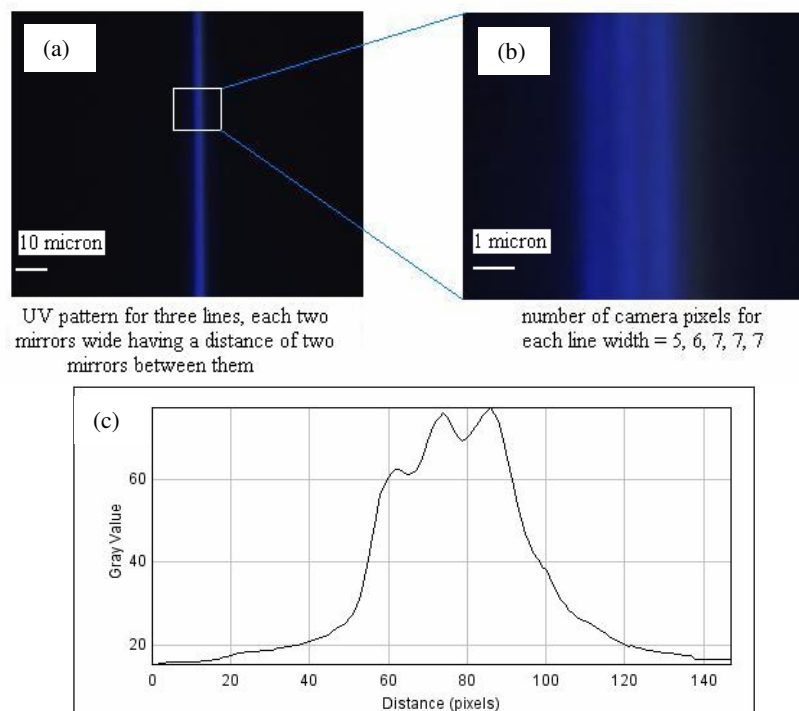 (a)
(b)
10 micron
1 micron
UV pattern for three lines, each two
mirrors wide having a distance of two
mirrors between them
number of camera pixels for
each line width = 5, 6, 7, 7, 7
(c)
60
40
20
Gray Value
0 20 40 60 80 100 120 140
Distance (pixels)